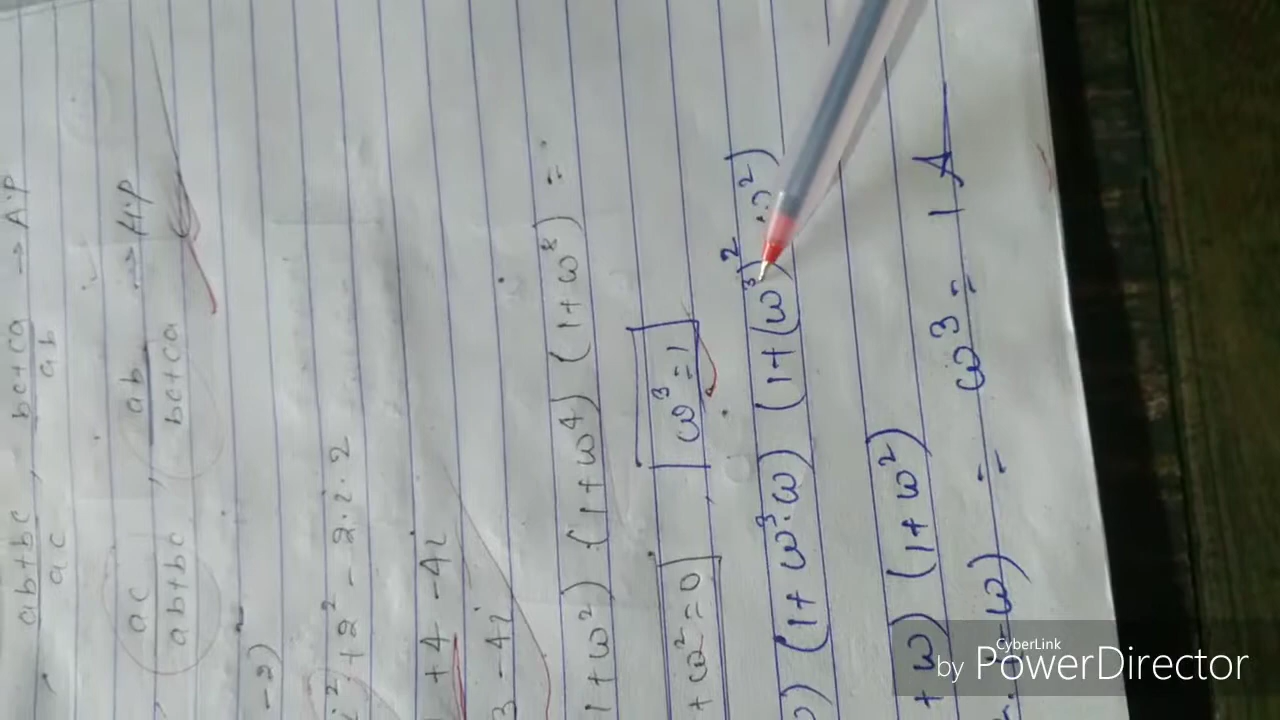 ab+bc/ac , bc+ca/ab → A.P
ac/ab+bc , ab/bc+ca → H.P
-2)
i² +2² - 2·i·2
+4 -4i
3 - 4i
1+ω²) (1+ω⁴) (1+ω⁸) =
+ω²=0 , ω³=1
ω) (1+ω³·ω) (1+(ω³)² ·ω²)
+ω) (1+ω²)
-ω) = ω³ = 1 A
CyberLink
by PowerDirector